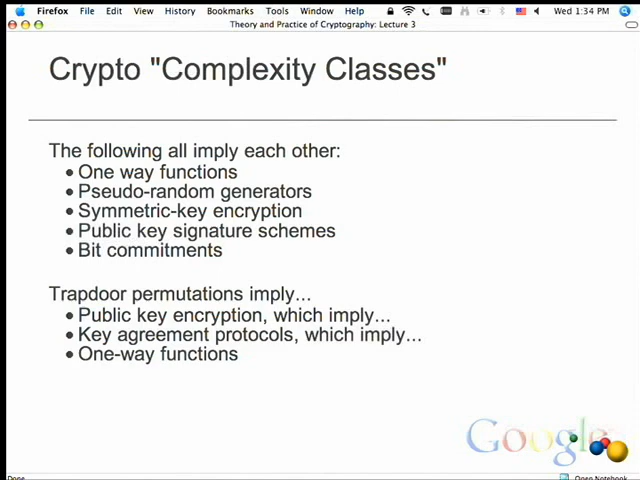 Firefox File Edit View History Bookmarks Tools Window Help Wed 1:34 PM
Theory and Practice of Cryptography: Lecture 3
Crypto "Complexity Classes"
The following all imply each other:
• One way functions
• Pseudo-random generators
• Symmetric-key encryption
• Public key signature schemes
• Bit commitments
Trapdoor permutations imply...
• Public key encryption, which imply...
• Key agreement protocols, which imply...
• One-way functions
Google
Done
Open Notebook